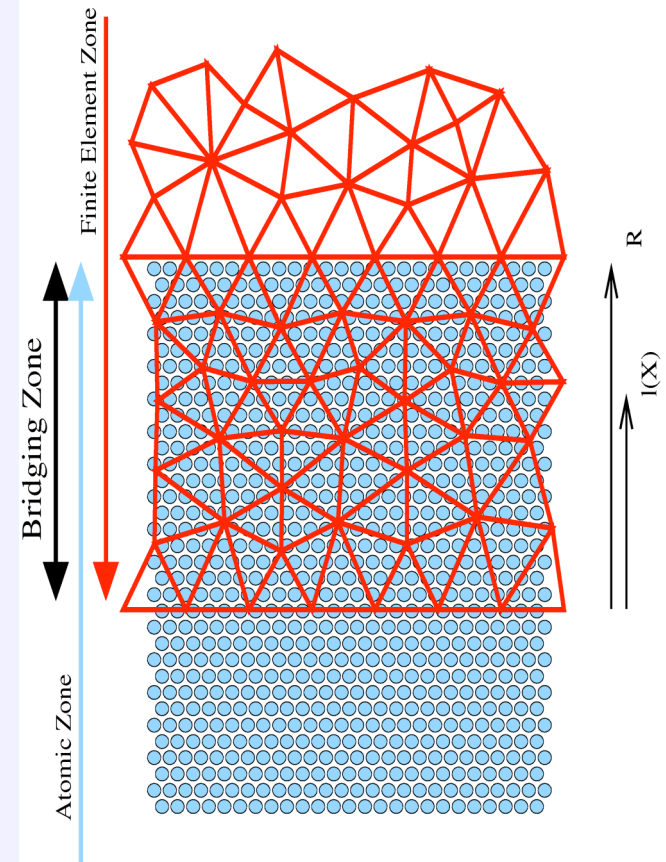 Finite Element Zone
Bridging Zone
Atomic Zone
R
l(X)